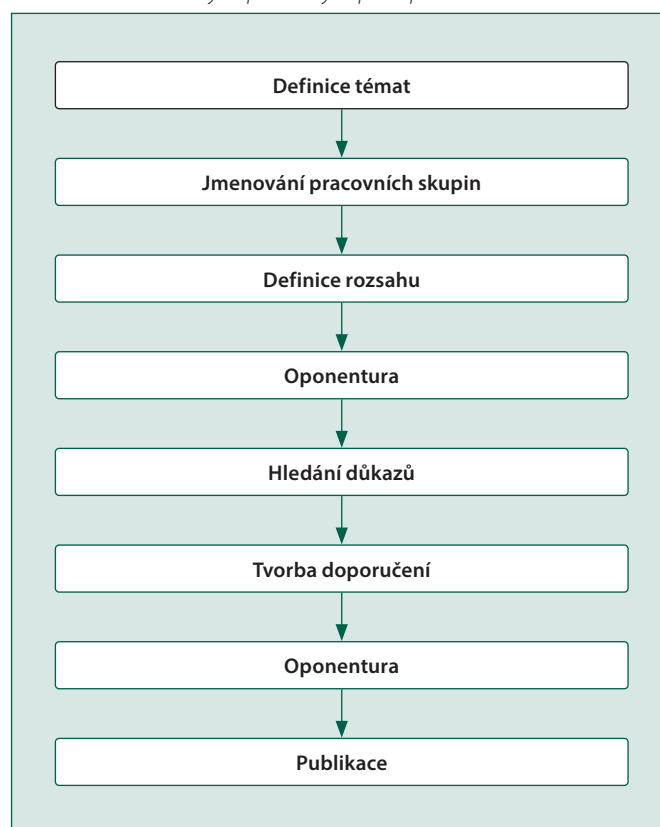 Definice témat
Jmenování pracovních skupin
Definice rozsahu
Oponentura
Hledání důkazů
Tvorba doporučení
Oponentura
Publikace